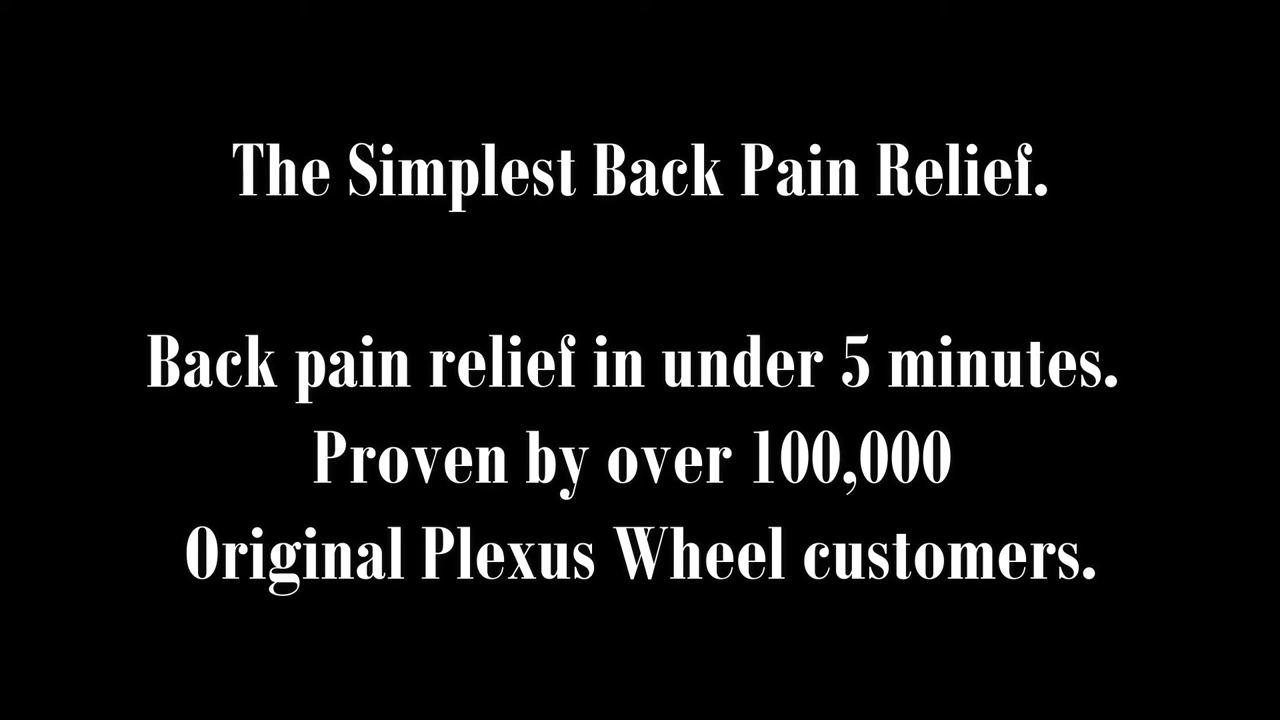 The Simplest Back Pain Relief.
Back pain relief in under 5 minutes.
Proven by over 100,000
Original Plexus Wheel customers.